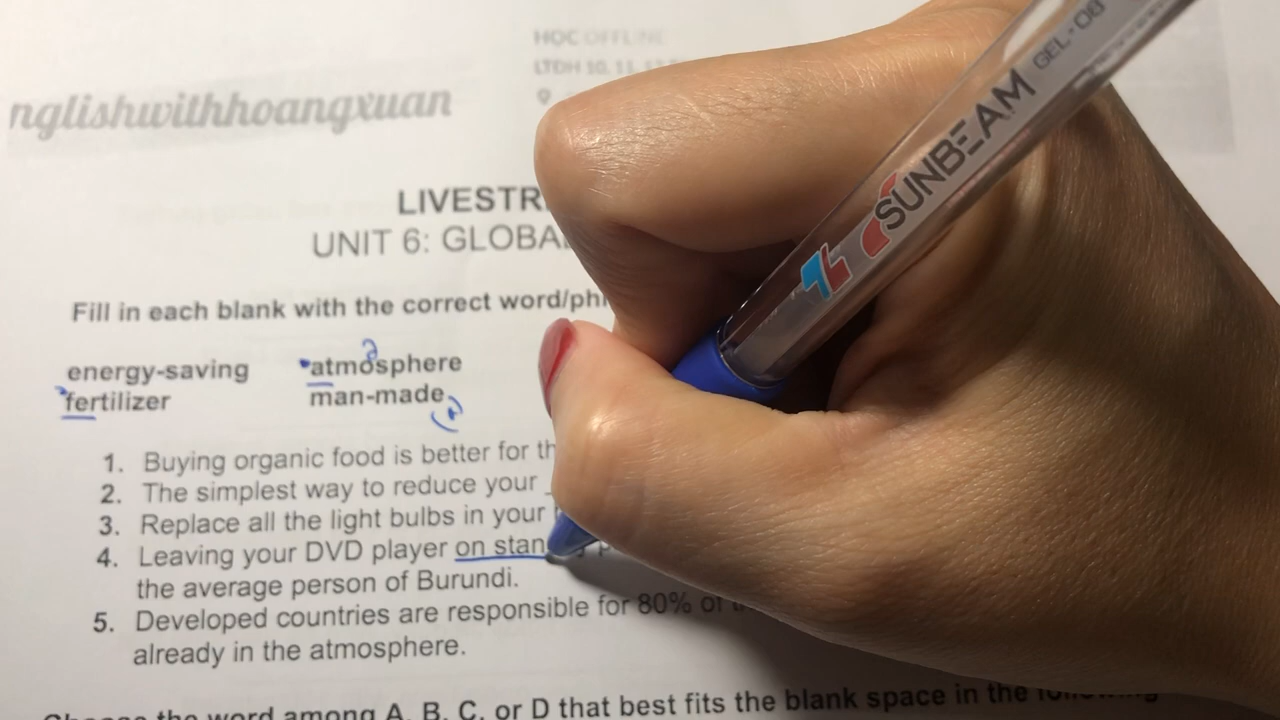 nglishwithhoangxuan
HỌC OFFLINE
LTĐH 10, 11, 12
LIVESTR
UNIT 6: GLOBA
Fill in each blank with the correct word/phr
energy-saving atmosphere
fertilizer man-made
(n)
1. Buying organic food is better for th
2. The simplest way to reduce your
3. Replace all the light bulbs in your
4. Leaving your DVD player on stan
the average person of Burundi.
5. Developed countries are responsible for 80% of
already in the atmosphere.
the word among A, B, C, or D that best fits the blank space in the following
SUNBEAM GEL-08
TL